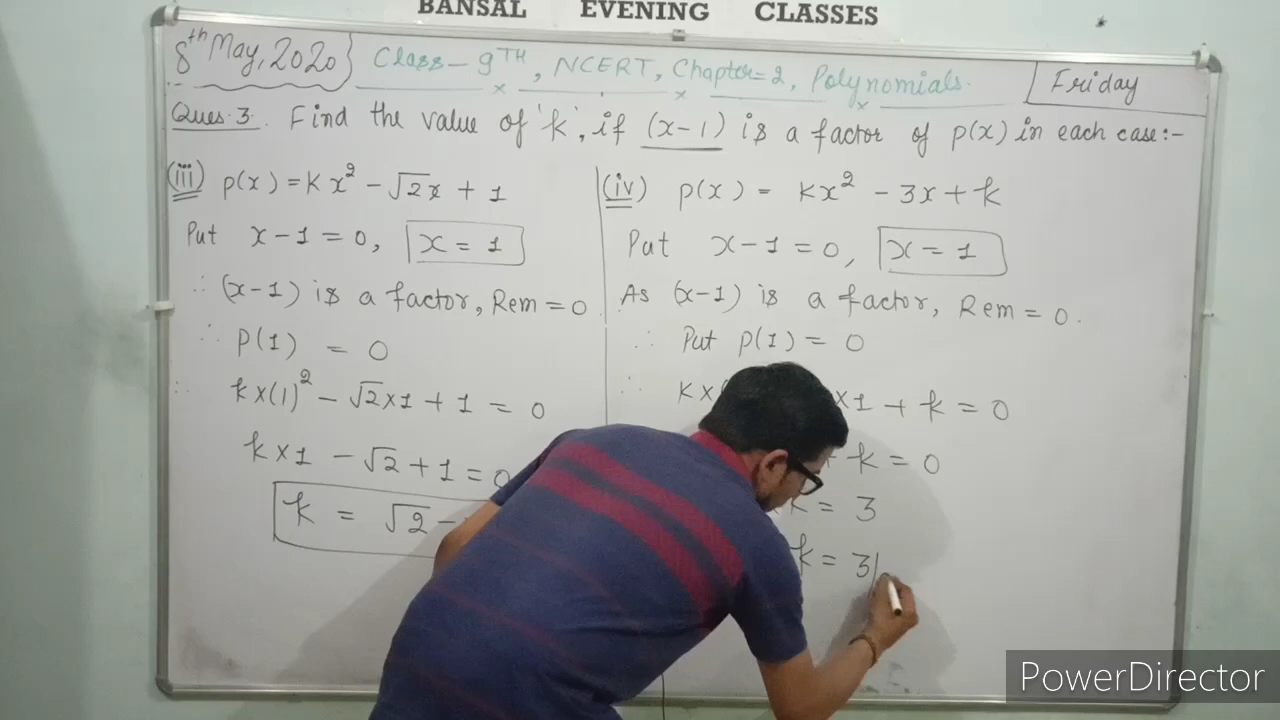 BANSAL EVENING CLASSES
8th May, 2020 Class - 9TH, NCERT, Chapter = 2, Polynomials. Friday
Ques. 3. Find the value of 'k', if (x-1) is a factor of p(x) in each case:-
(iii) p(x) = Kx² - √2x + 1
Put x - 1 = 0, x = 1
∴ (x-1) is a factor, Rem = 0
∴ P(1) = 0
∴ k×(1)² - √2×1 + 1 = 0
k×1 - √2 + 1 = 0
k = √2 -
(iv) p(x) = Kx² - 3x + k
Put x - 1 = 0, x = 1
As (x-1) is a factor, Rem = 0.
∴ Put p(1) = 0
∴ K×( ×1 + k = 0
+ k = 0
k = 3
k = 3/
PowerDirector